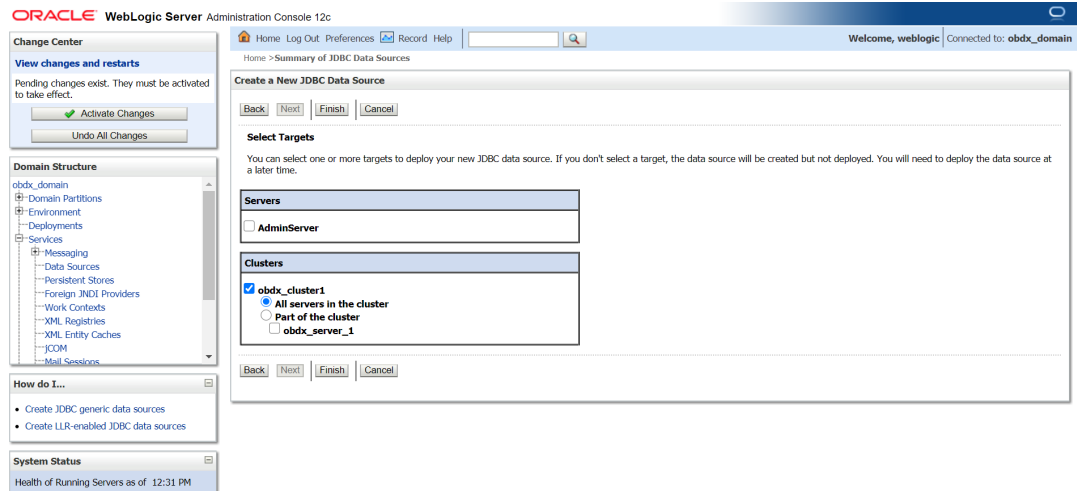 ORACLE WebLogic Server Administration Console 12c
Change Center
View changes and restarts
Pending changes exist. They must be activated
to take effect.
Activate Changes
Undo All Changes
Domain Structure
obdx_domain
Domain Partitions
Environment
Deployments
Services
Messaging
Data Sources
Persistent Stores
Foreign JNDI Providers
Work Contexts
XML Registries
XML Entity Caches
jCOM
Mail Sessions
How do I...
Create JDBC generic data sources
Create LLR-enabled JDBC data sources
System Status
Health of Running Servers as of 12:31 PM
Home Log Out Preferences Record Help
Welcome, weblogic Connected to: obdx_domain
Home >Summary of JDBC Data Sources
Create a New JDBC Data Source
Back Next Finish Cancel
Select Targets
You can select one or more targets to deploy your new JDBC data source. If you don't select a target, the data source will be created but not deployed. You will need to deploy the data source at
a later time.
Servers
AdminServer
Clusters
obdx_cluster1
All servers in the cluster
Part of the cluster
obdx_server_1
Back Next Finish Cancel